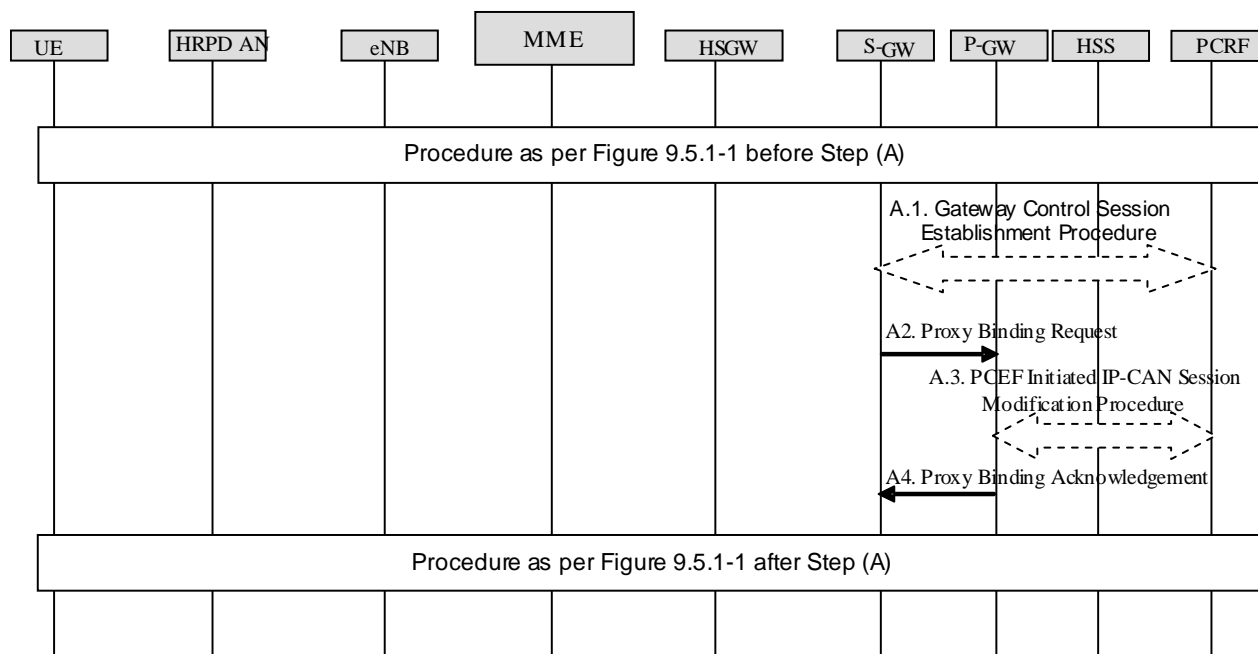 UE
HRPD AN
eNB
MME
HSGW
S-GW
P-GW
HSS
PCRF
Procedure as per Figure 9.5.1-1 before Step (A)
A.1. Gateway Control Session
Establishment Procedure
A2. Proxy Binding Request
A.3. PCEF Initiated IP-CAN Session
Modification Procedure
A4. Proxy Binding Acknowledgement
Procedure as per Figure 9.5.1-1 after Step (A)